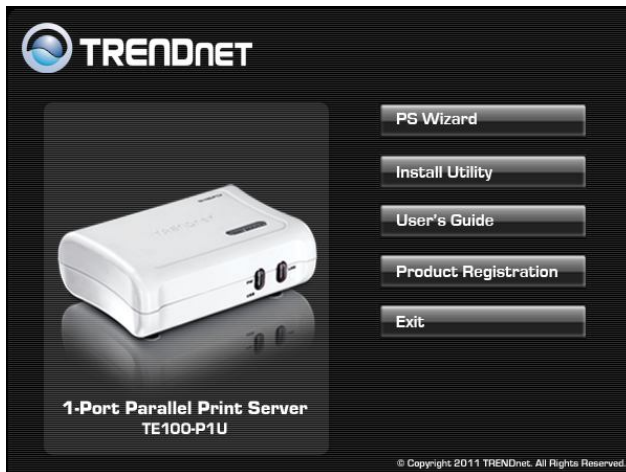 TRENDNET
PS Wizard
Install Utility
User's Guide
Product Registration
Exit
TRENDNET
1-Port Parallel Print Server
TE100-P1U
© Copyright 2011 TRENDnet. All Rights Reserved.